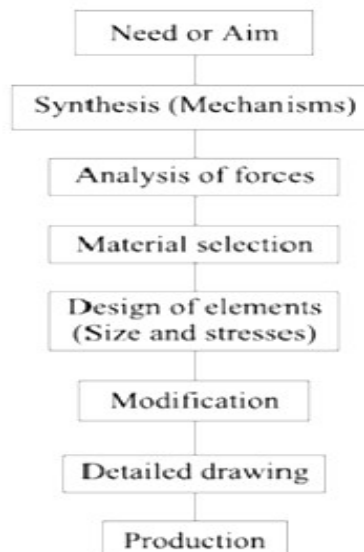 Need or Aim
Synthesis (Mechanisms)
Analysis of forces
Material selection
Design of elements
(Size and stresses)
Modification
Detailed drawing
Production